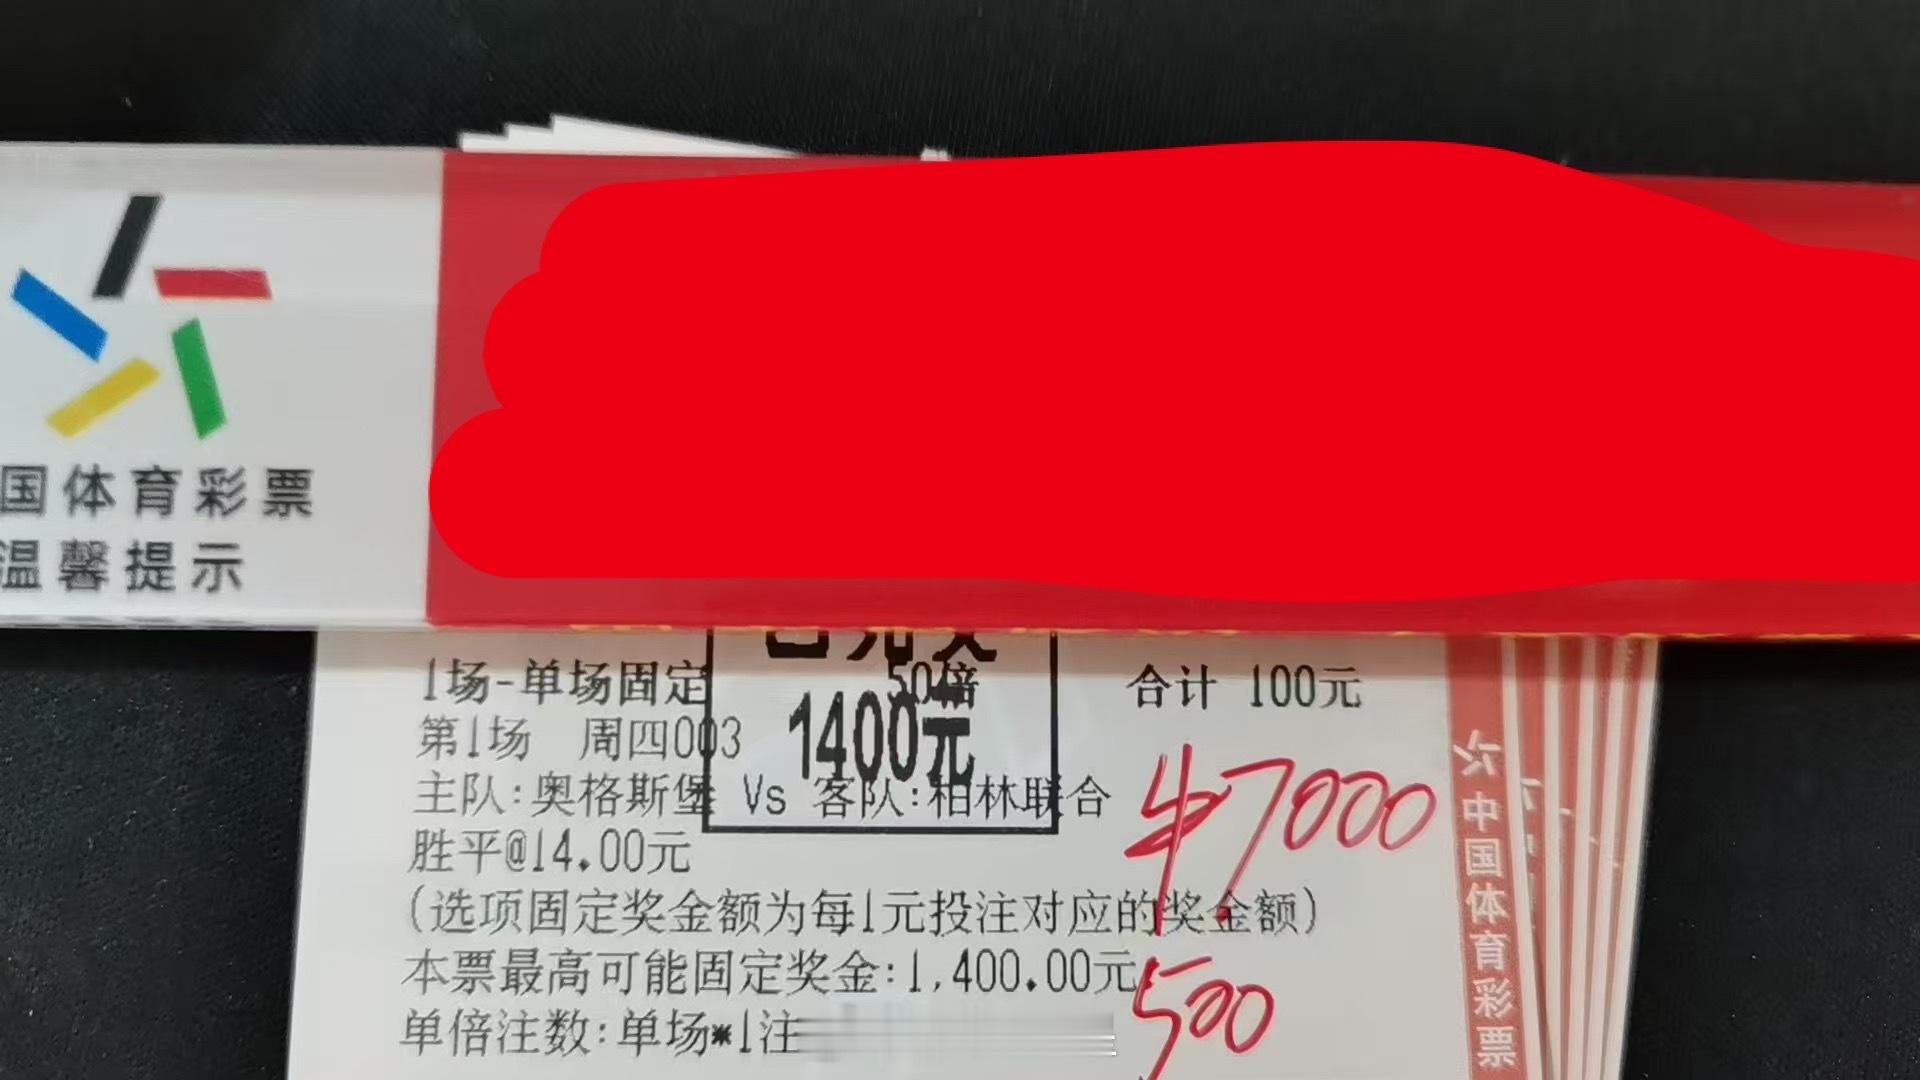 国体育彩票
温馨提示
1场-单场固定 50倍 合计 100元
第1场 周四003
1400元
主队:奥格斯堡 Vs 客队:柏林联合
胜平@14.00元
¥7000
(选项固定奖金额为每1元投注对应的奖金额)
本票最高可能固定奖金:1,400.00元
500
单倍注数:单场*1注
中国体育彩票